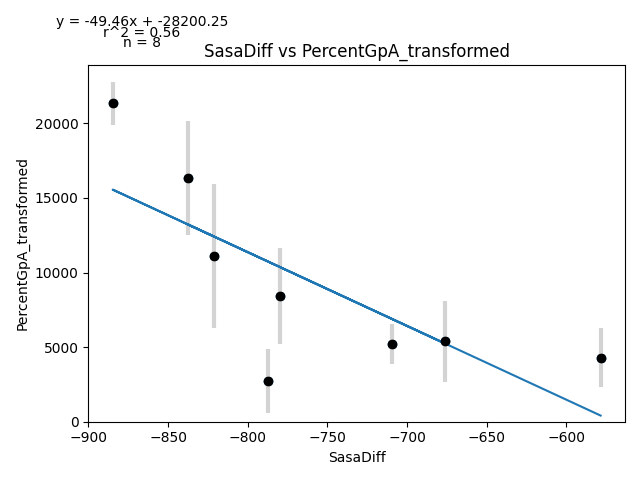 y = -49.46x + -28200.25
r^2 = 0.56
n = 8
SasaDiff vs PercentGpA_transformed
PercentGpA_transformed
20000
15000
10000
5000
0
−900
−850
−800
−750
−700
−650
−600
SasaDiff